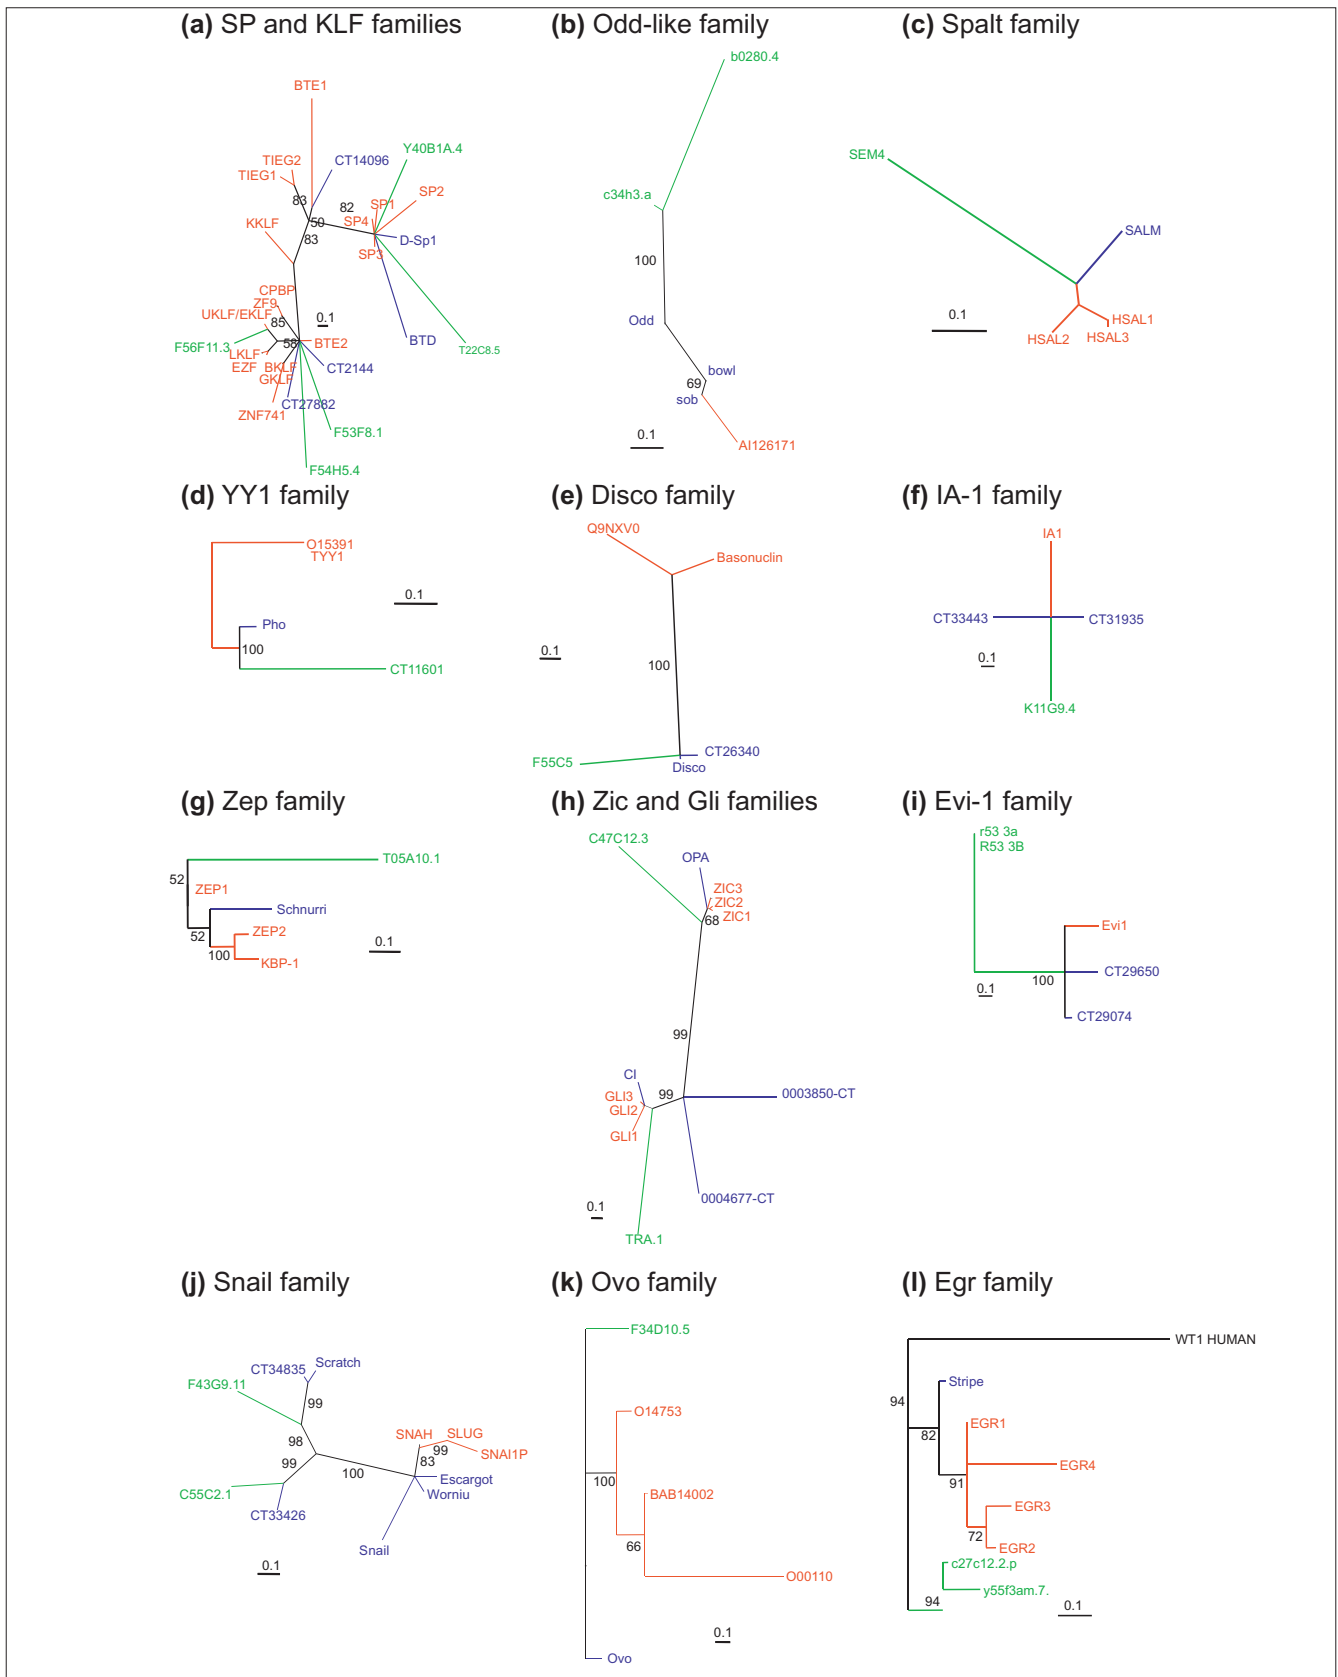 (a) SP and KLF families
BTE1
TIEG2
TIEG1
CT14096
Y40B1A.4
83
82
SP1
SP2
SP4
50
KKLF
83
D-Sp1
SP3
CPBP
ZF9
UKLF/EKLF
0.1
85
F56F11.3
58
BTE2
BTD
T22C8.5
LKLF
EZF
BKLF
CT2144
GKLF
CT27882
ZNF741
F53F8.1
F54H5.4
(b) Odd-like family
b0280.4
c34h3.a
100
Odd
bowl
69
sob
0.1
AI126171
(c) Spalt family
SEM4
SALM
0.1
HSAL1
HSAL2
HSAL3
(d) YY1 family
O15391
TYY1
0.1
Pho
100
CT11601
(e) Disco family
Q9NXV0
Basonuclin
0.1
100
CT26340
F55C5
Disco
(f) IA-1 family
IA1
CT33443
CT31935
0.1
K11G9.4
(g) Zep family
T05A10.1
52
ZEP1
Schnurri
52
ZEP2
0.1
100
KBP-1
(h) Zic and Gli families
C47C12.3
OPA
ZIC3
ZIC2
68
ZIC1
99
CI
99
0003850-CT
GLI3
GLI2
GLI1
0004677-CT
0.1
TRA.1
(i) Evi-1 family
r53 3a
R53 3B
Evi1
CT29650
100
0.1
CT29074
(j) Snail family
CT34835
Scratch
F43G9.11
99
SNAH
SLUG
98
99
SNAI1P
99
83
100
Escargot
C55C2.1
Worniu
CT33426
Snail
0.1
(k) Ovo family
F34D10.5
O14753
100
BAB14002
66
O00110
0.1
Ovo
(l) Egr family
WT1 HUMAN
Stripe
94
EGR1
82
EGR4
91
EGR3
72
EGR2
c27c12.2.p
y55f3am.7.
94
0.1